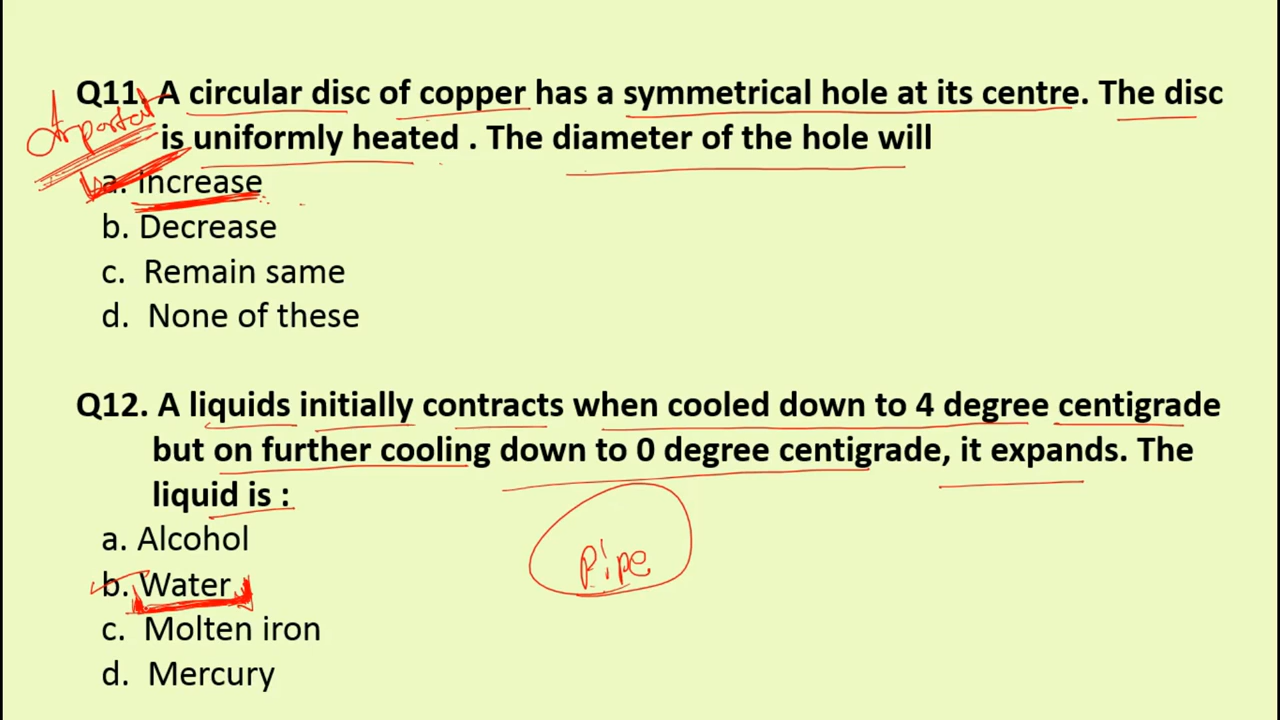 Q11. A circular disc of copper has a symmetrical hole at its centre. The disc
is uniformly heated . The diameter of the hole will
a. Increase
b. Decrease
c. Remain same
d. None of these
Q12. A liquids initially contracts when cooled down to 4 degree centigrade
but on further cooling down to 0 degree centigrade, it expands. The
liquid is :
a. Alcohol
Pipe
b. Water
c. Molten iron
d. Mercury